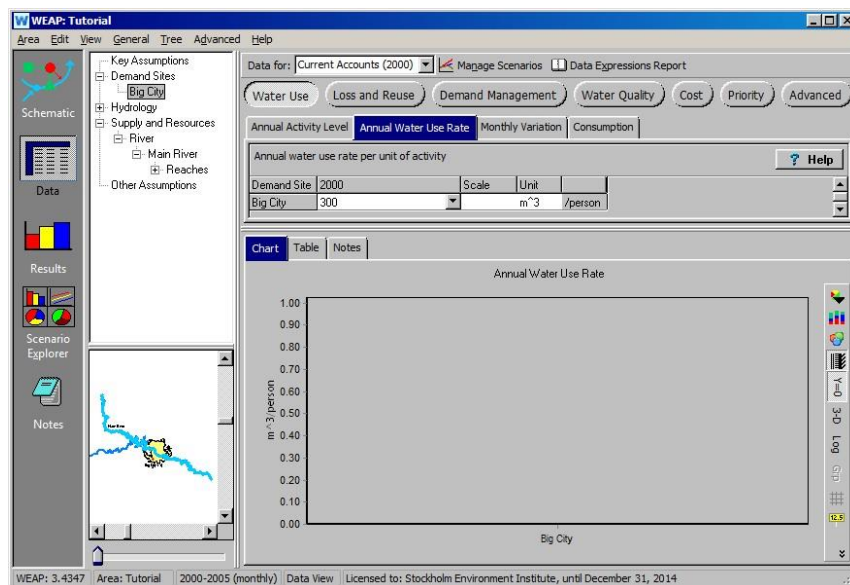 WEAP: Tutorial
Area Edit View General Tree Advanced Help
Schematic
Data
Results
Scenario
Explorer
Notes
Key Assumptions
Demand Sites
Big City
Hydrology
Supply and Resources
River
Main River
Reaches
Other Assumptions
Data for: Current Accounts (2000) Manage Scenarios Data Expressions Report
Water Use Loss and Reuse Demand Management Water Quality Cost Priority Advanced
Annual Activity Level Annual Water Use Rate Monthly Variation Consumption
Annual water use rate per unit of activity
? Help
Demand Site 2000 Scale Unit
Big City 300 m^3 /person
Chart Table Notes
Annual Water Use Rate
m^3/person
1.00
0.90
0.80
0.70
0.60
0.50
0.40
0.30
0.20
0.10
0.00
Big City
Y=0
3-D
Log
Grp
12.5
WEAP: 3.4347 Area: Tutorial 2000-2005 (monthly) Data View Licensed to: Stockholm Environment Institute, until December 31, 2014